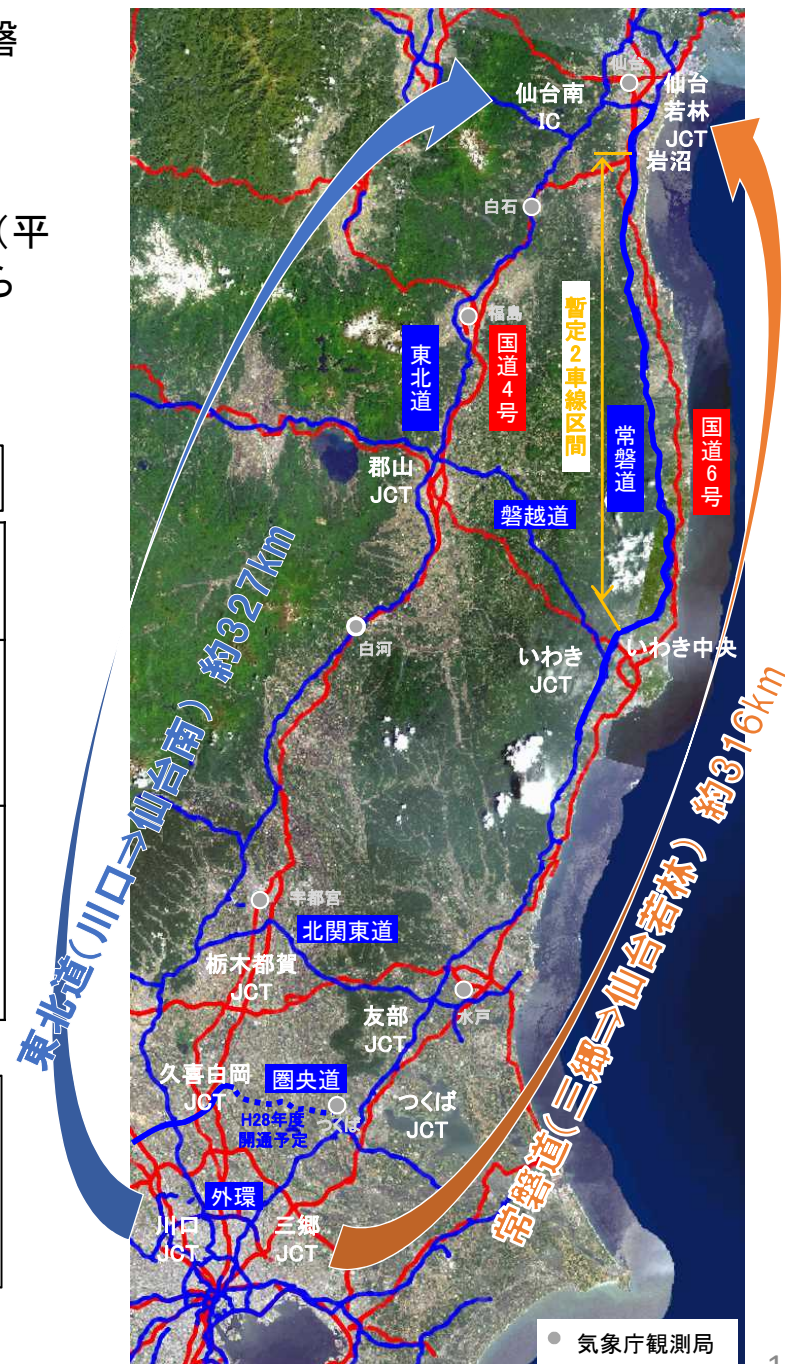 磐
(平
ら
仙台
仙台南
IC
仙台
若林
JCT
岩沼
白石
福島
東北道
国道4号
暫定2車線区間
常磐道
国道6号
郡山
JCT
磐越道
白河
いわき
JCT
いわき中央
東北道(川口⇒仙台南) 約327km
常磐道(三郷⇒仙台若林) 約316km
宇都宮
北関東道
栃木都賀
JCT
友部
JCT
水戸
久喜白岡
JCT
圏央道
H28年度
開通予定
つくば
つくば
JCT
外環
川口
JCT
三郷
JCT
気象庁観測局
1